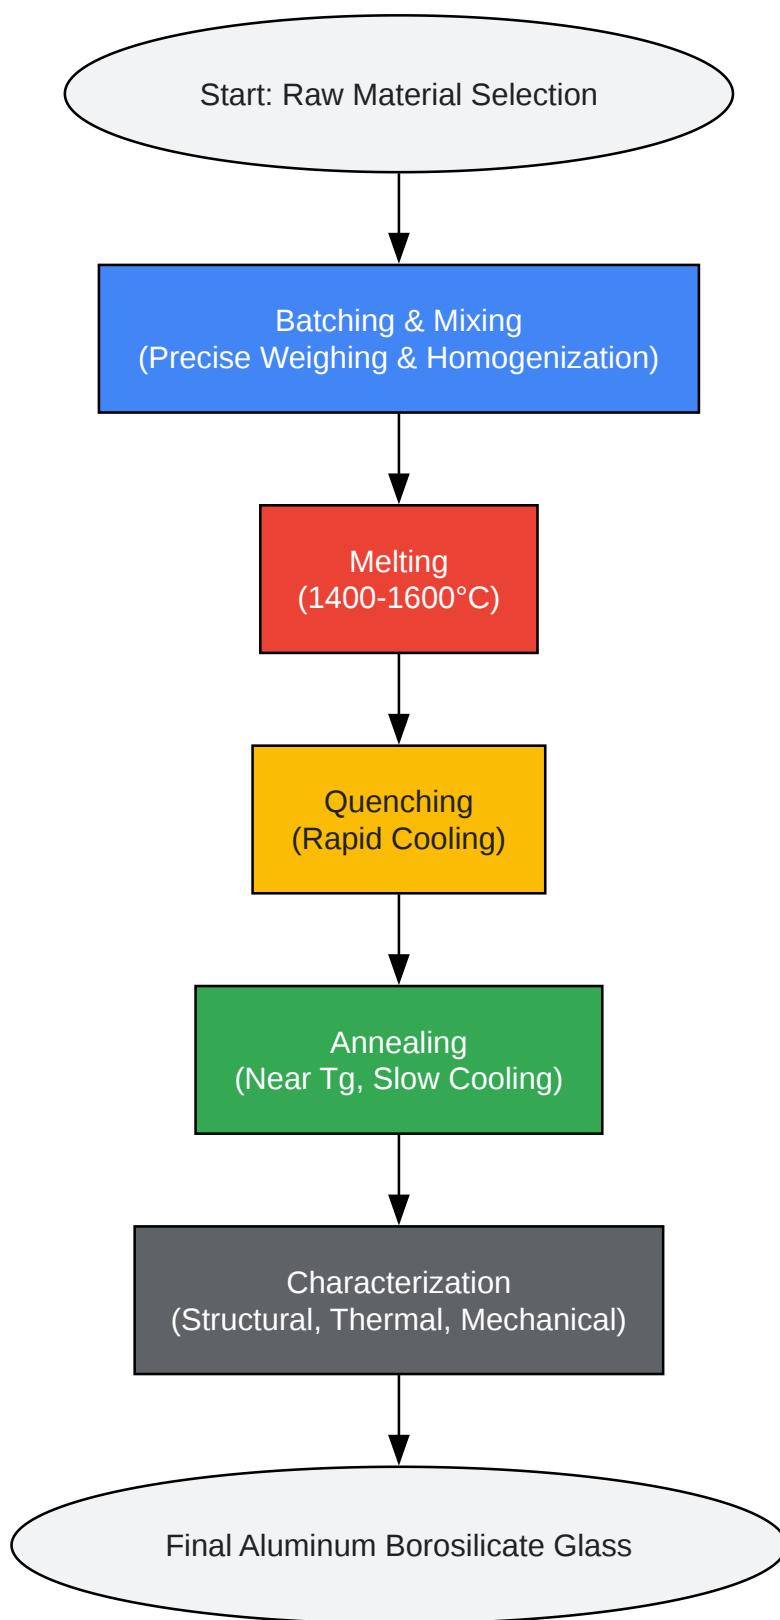 Start: Raw Material Selection
Batching & Mixing
(Precise Weighing & Homogenization)
Melting
(1400-1600°C)
Quenching
(Rapid Cooling)
Annealing
(Near Tg, Slow Cooling)
Characterization
(Structural, Thermal, Mechanical)
Final Aluminum Borosilicate Glass